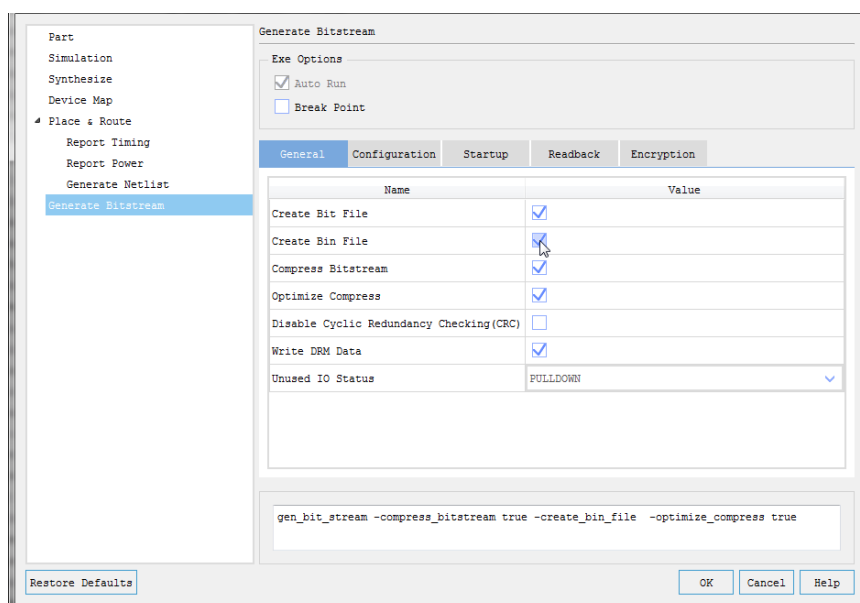 Part
Simulation
Synthesize
Device Map
Place & Route
Report Timing
Report Power
Generate Netlist
Generate Bitstream
Generate Bitstream
Exe Options
Auto Run
Break Point
General Configuration Startup Readback Encryption
Name Value
Create Bit File
Create Bin File
Compress Bitstream
Optimize Compress
Disable Cyclic Redundancy Checking(CRC)
Write DRM Data
Unused IO Status PULLDOWN
gen_bit_stream -compress_bitstream true -create_bin_file -optimize_compress true
Restore Defaults OK Cancel Help